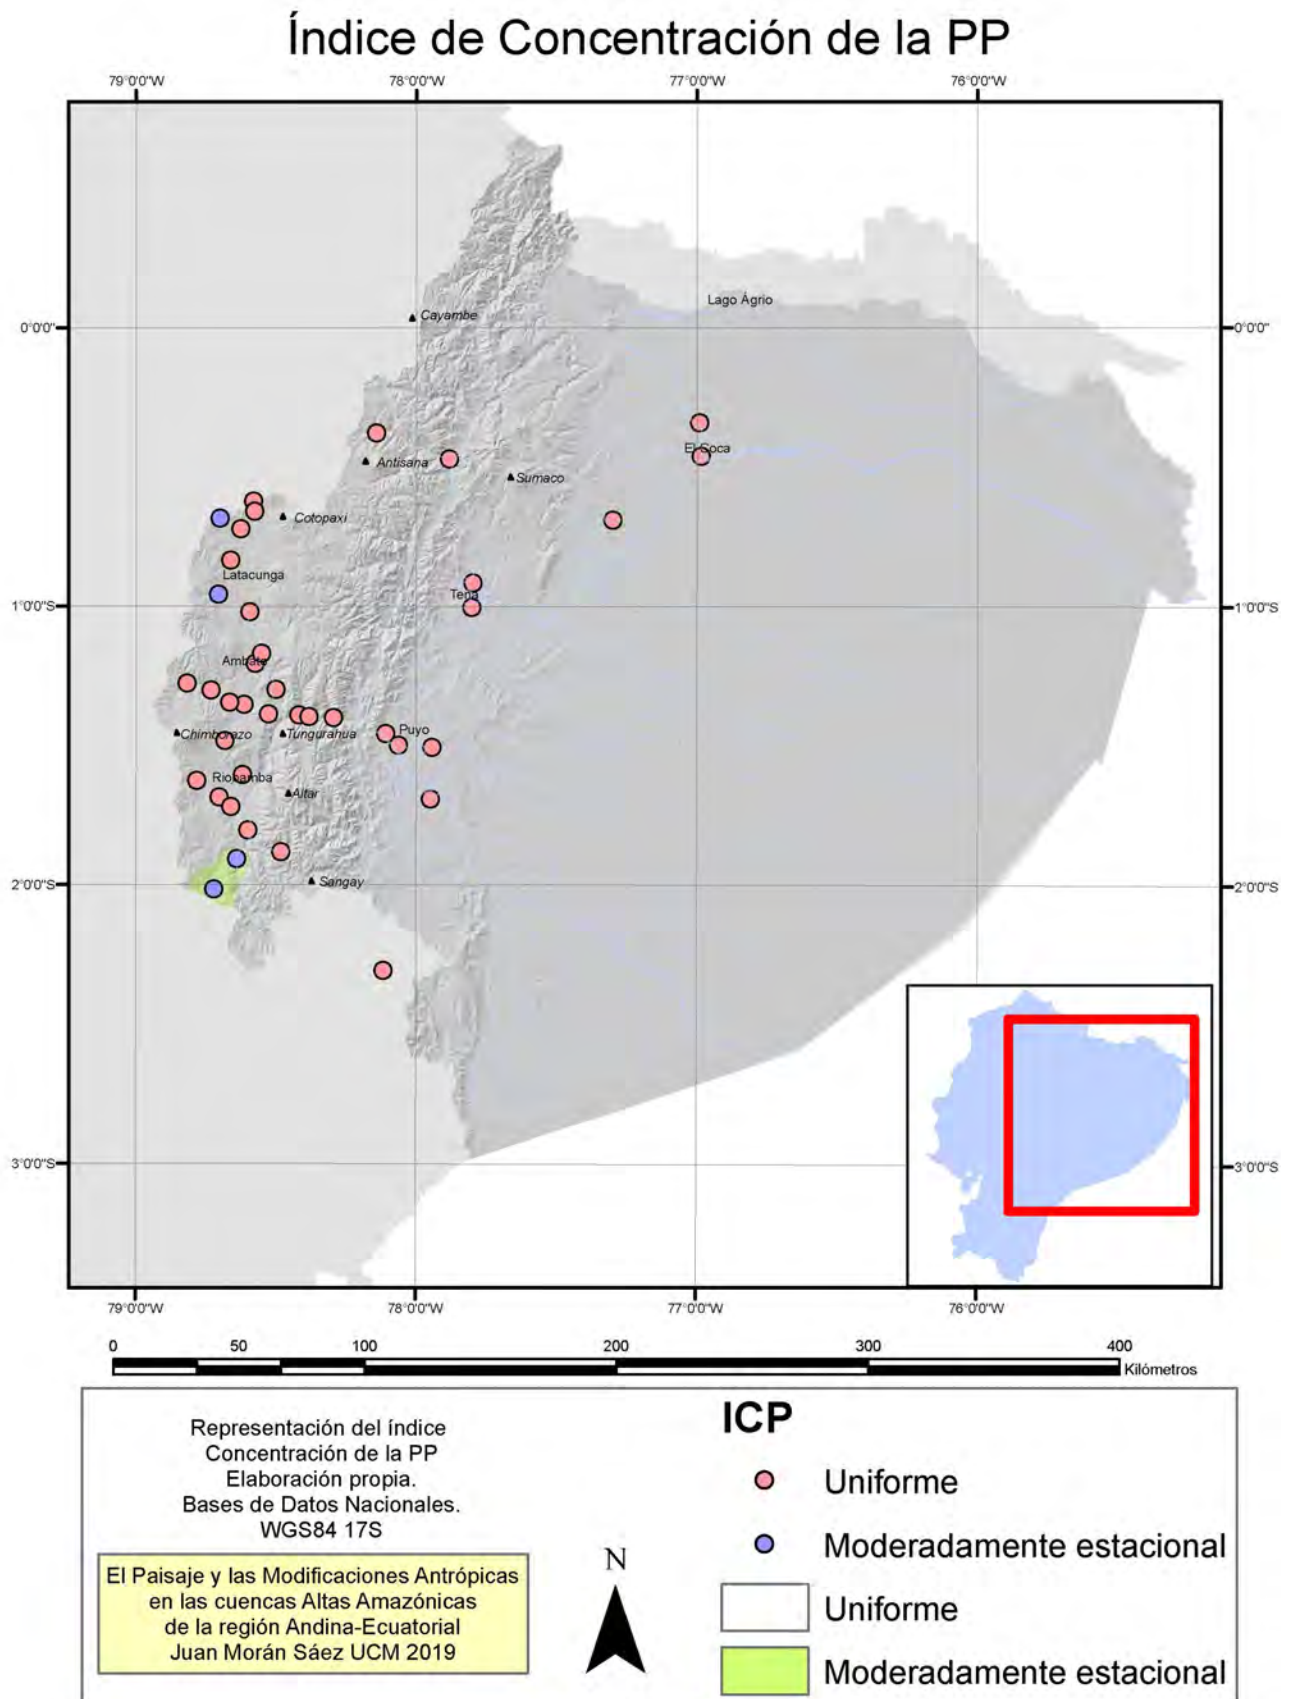 Índice de Concentración de la PP
79°0'0"W
78°0'0"W
77°0'0"W
76°0'0"W
Lago Ágrio
Cayambe
0°0'0"
0°0'0"
Antisana
El Coca
Sumaco
Cotopaxi
Latacunga
Tena
1°0'0"S
1°0'0"S
Ambato
Chimborazo
Tungurahua
Puyo
Riobamba
Altar
Sangay
2°0'0"S
2°0'0"S
3°0'0"S
3°0'0"S
79°0'0"W
78°0'0"W
77°0'0"W
76°0'0"W
0
50
100
200
300
400
Kilómetros
Representación del índice
Concentración de la PP
Elaboración propia.
Bases de Datos Nacionales.
WGS84 17S
El Paisaje y las Modificaciones Antrópicas
en las cuencas Altas Amazónicas
de la región Andina-Ecuatorial
Juan Morán Sáez UCM 2019
N
ICP
Uniforme
Moderadamente estacional
Uniforme
Moderadamente estacional